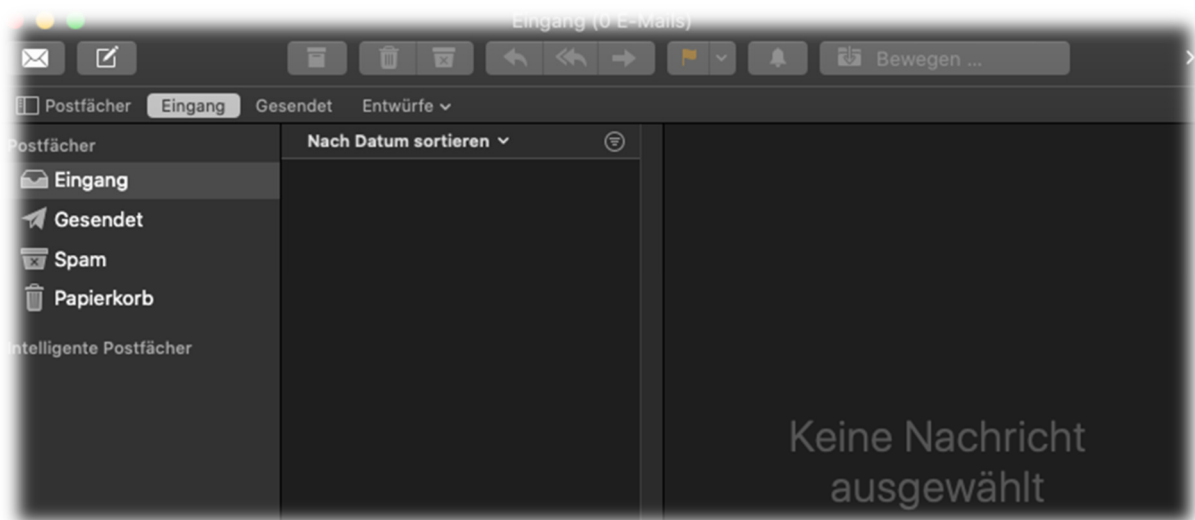 Eingang (0 E-Mails)
Bewegen ...
Postfächer Eingang Gesendet Entwürfe
Postfächer
Eingang
Gesendet
Spam
Papierkorb
Intelligente Postfächer
Nach Datum sortieren
Keine Nachricht
ausgewählt